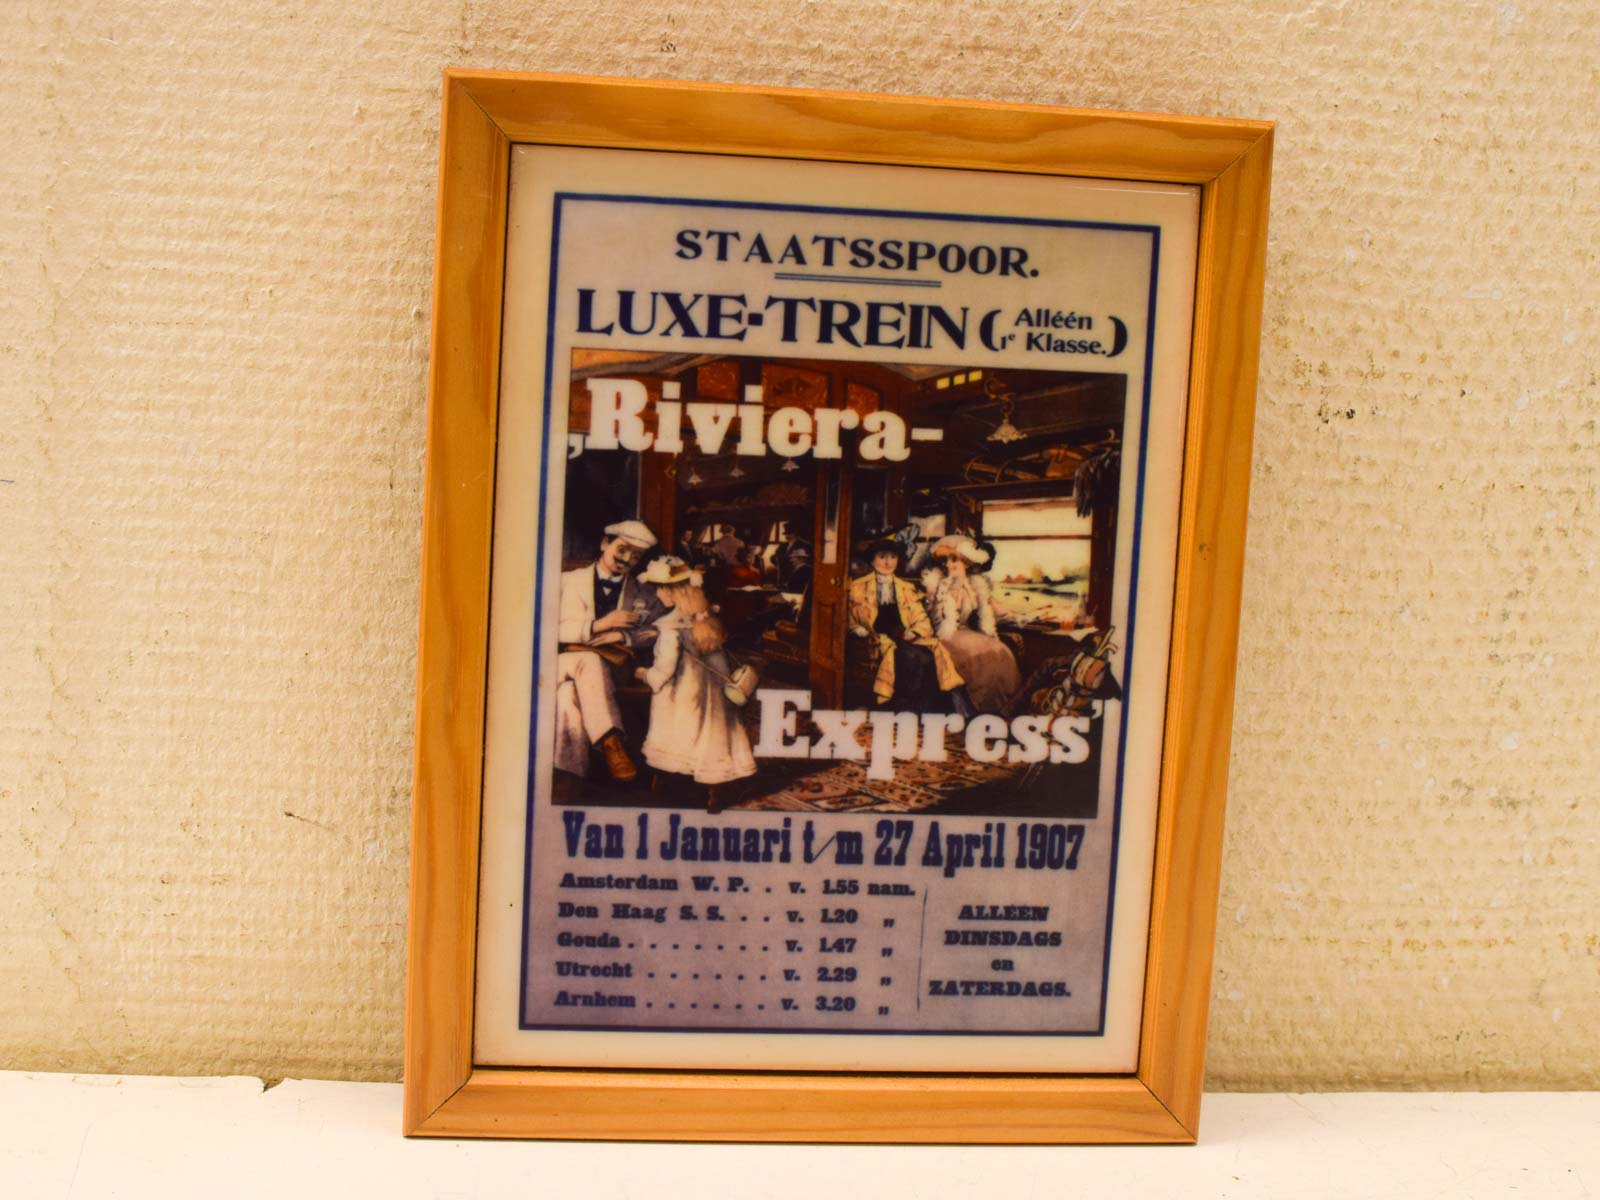 STAATSSPOOR.
LUXE-TREIN (Alléén 1e Klasse.)
„Riviera-
Express”
Van 1 Januari t/m 27 April 1907
Amsterdam W. P. . v. 1.55 nam.
Den Haag S. S. . . v. 1.20 „
Gouda . . . . . . . v. 1.47 „
Utrecht . . . . . . v. 2.29 „
Arnhem . . . . . . v. 3.20 „
ALLEEN
DINSDAGS
en
ZATERDAGS.